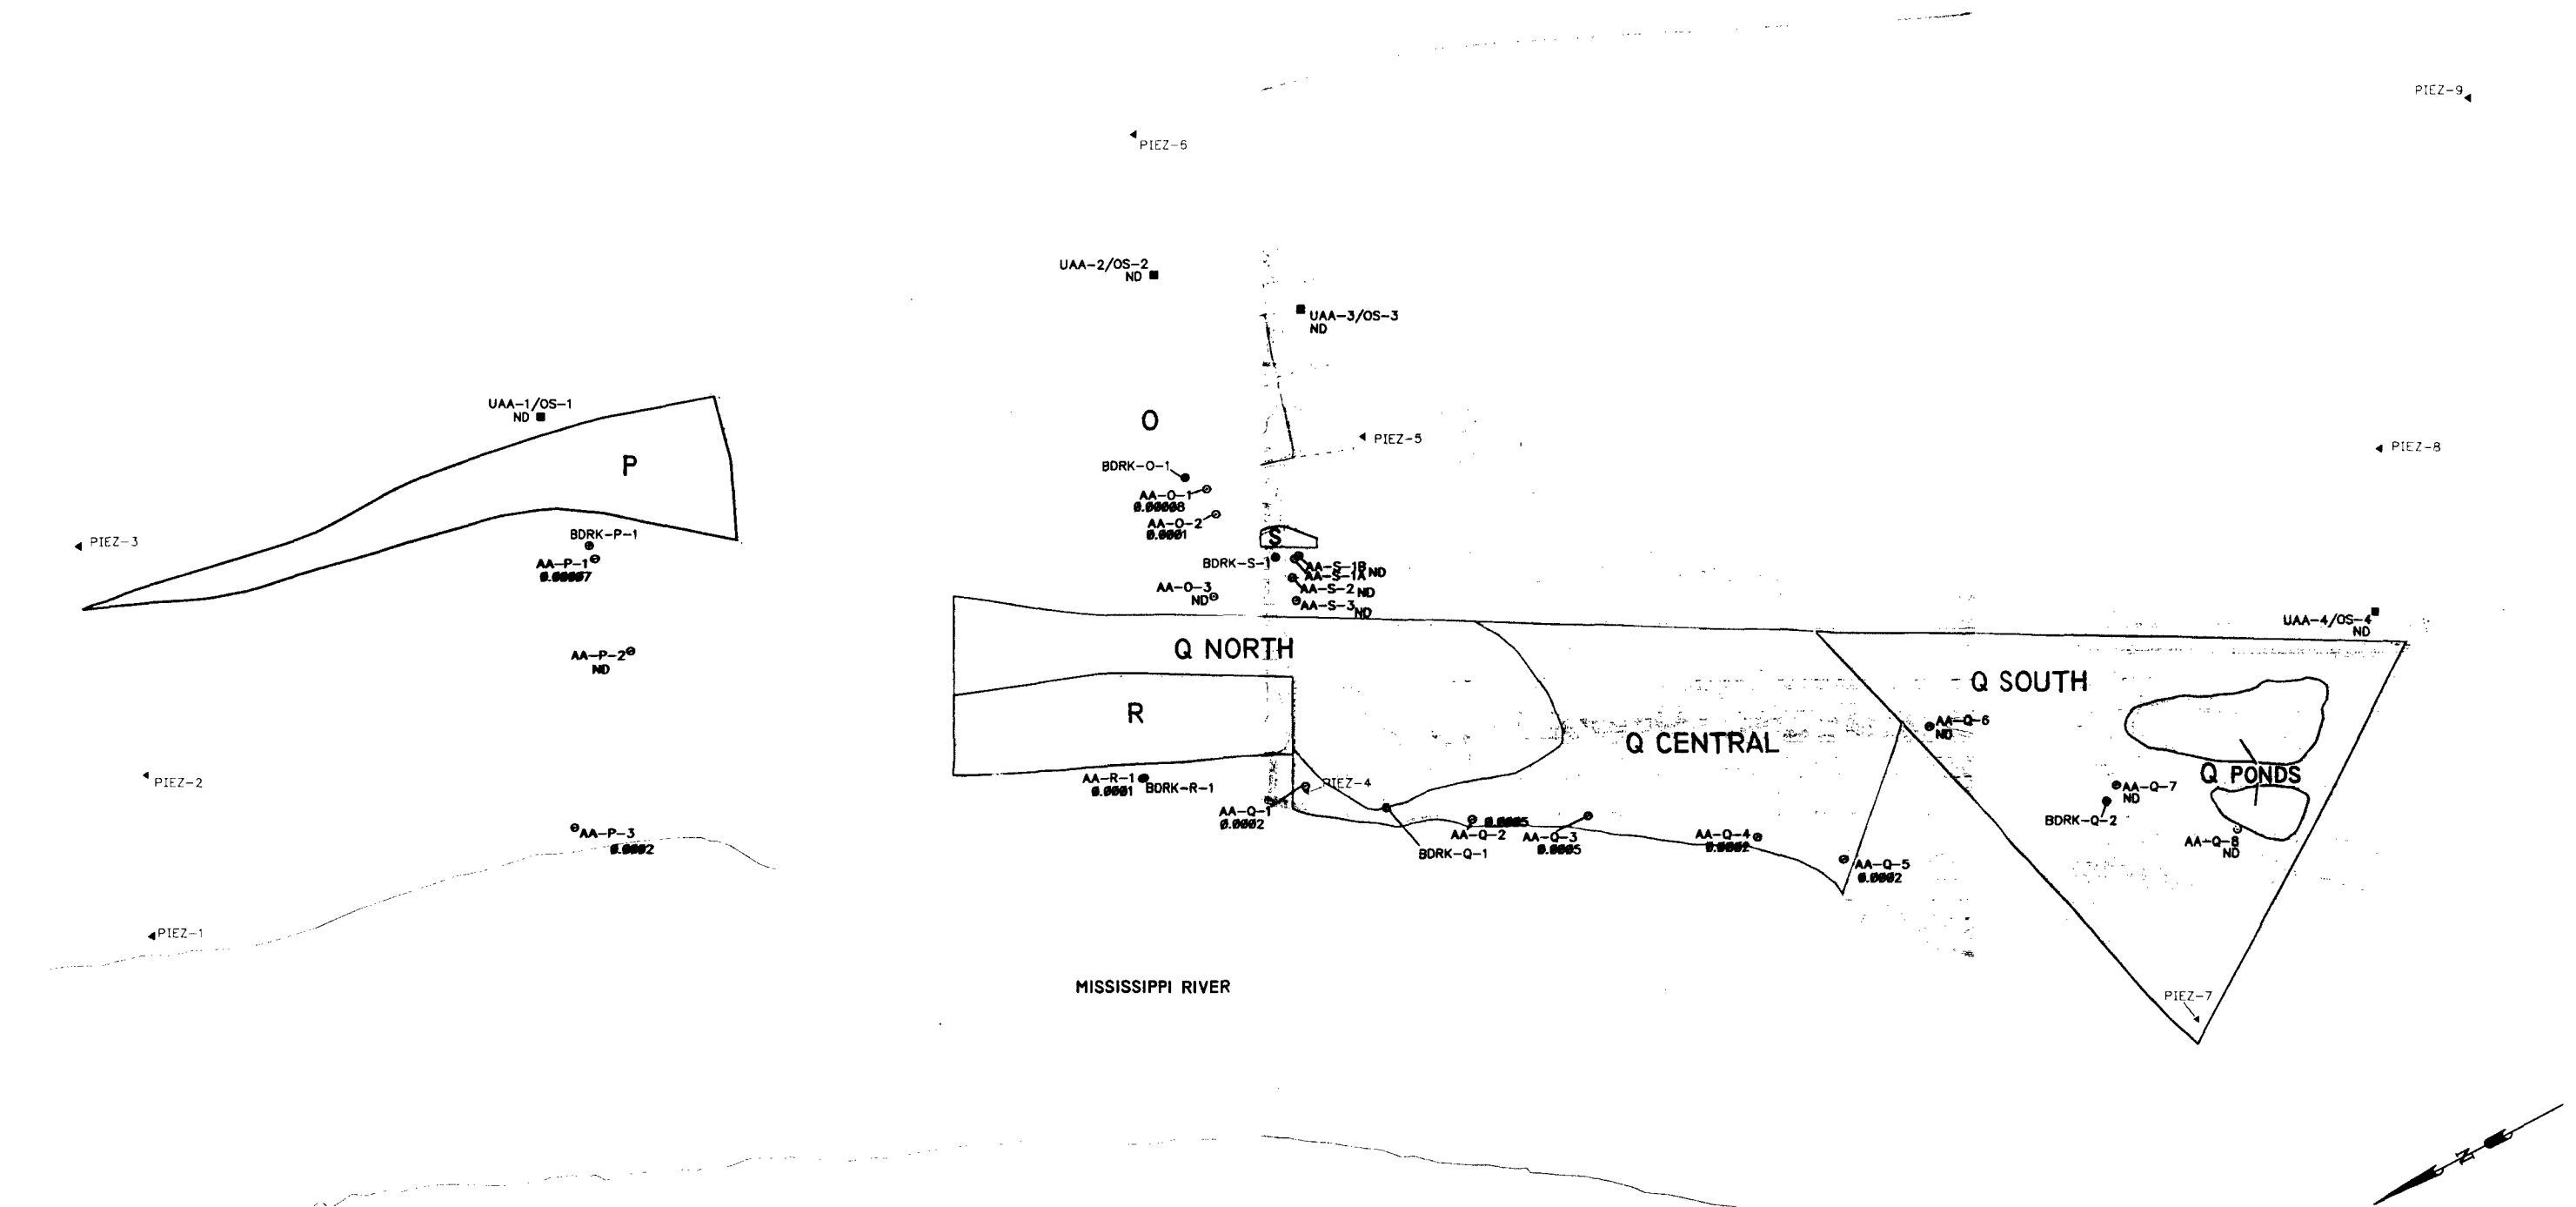 PIEZ-9
PIEZ-6
UAA-2/OS-2
ND
UAA-3/OS-3
ND
UAA-1/OS-1
ND
O
PIEZ-5
PIEZ-8
P
BDRK-O-1
AA-O-1
0.00008
AA-O-2
0.0001
S
PIEZ-3
BDRK-P-1
AA-P-1
0.00007
BDRK-S-1
AA-S-1B
AA-S-1A ND
AA-S-2 ND
AA-S-3 ND
AA-O-3
ND
UAA-4/OS-4
ND
AA-P-2
ND
Q NORTH
Q SOUTH
R
AA-Q-6
ND
Q CENTRAL
PIEZ-2
AA-R-1
0.0001
BDRK-R-1
PIEZ-4
Q PONDS
AA-Q-7
ND
AA-Q-1
0.0002
BDRK-Q-2
AA-P-3
0.0002
0.0005
AA-Q-2
AA-Q-3
0.0005
AA-Q-4
0.0002
AA-Q-8
ND
BDRK-Q-1
AA-Q-5
0.0002
PIEZ-1
MISSISSIPPI RIVER
PIEZ-7
N